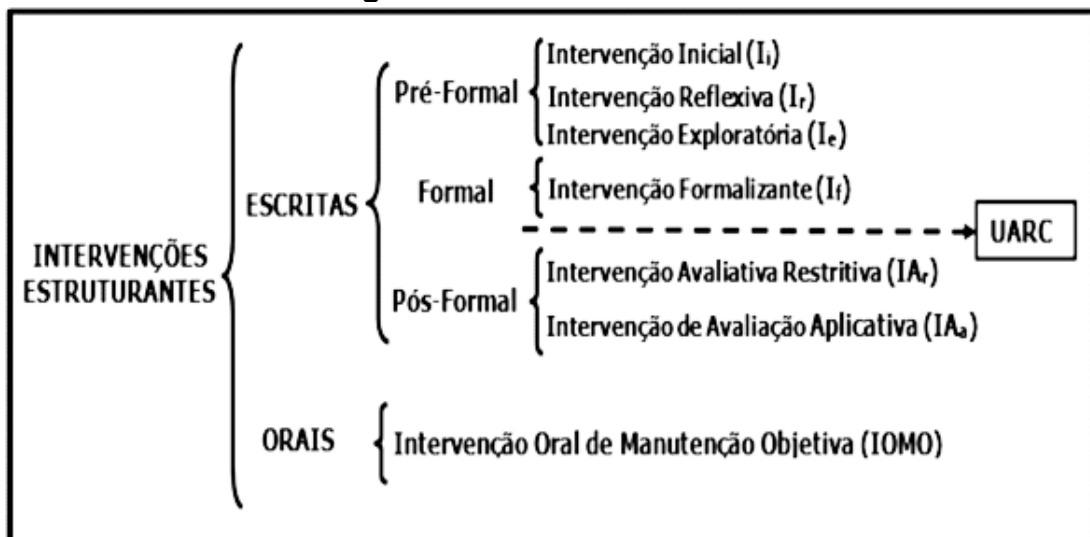 Intervenção Inicial (Iᵢ)
Pré-Formal
Intervenção Reflexiva (Iᵣ)
Intervenção Exploratória (Iₑ)
ESCRITAS
Formal
Intervenção Formalizante (I_f)
UARC
INTERVENÇÕES
ESTRUTURANTES
Pós-Formal
Intervenção Avaliativa Restritiva (IAᵣ)
Intervenção de Avaliação Aplicativa (IAₐ)
ORAIS
Intervenção Oral de Manutenção Objetiva (IOMO)